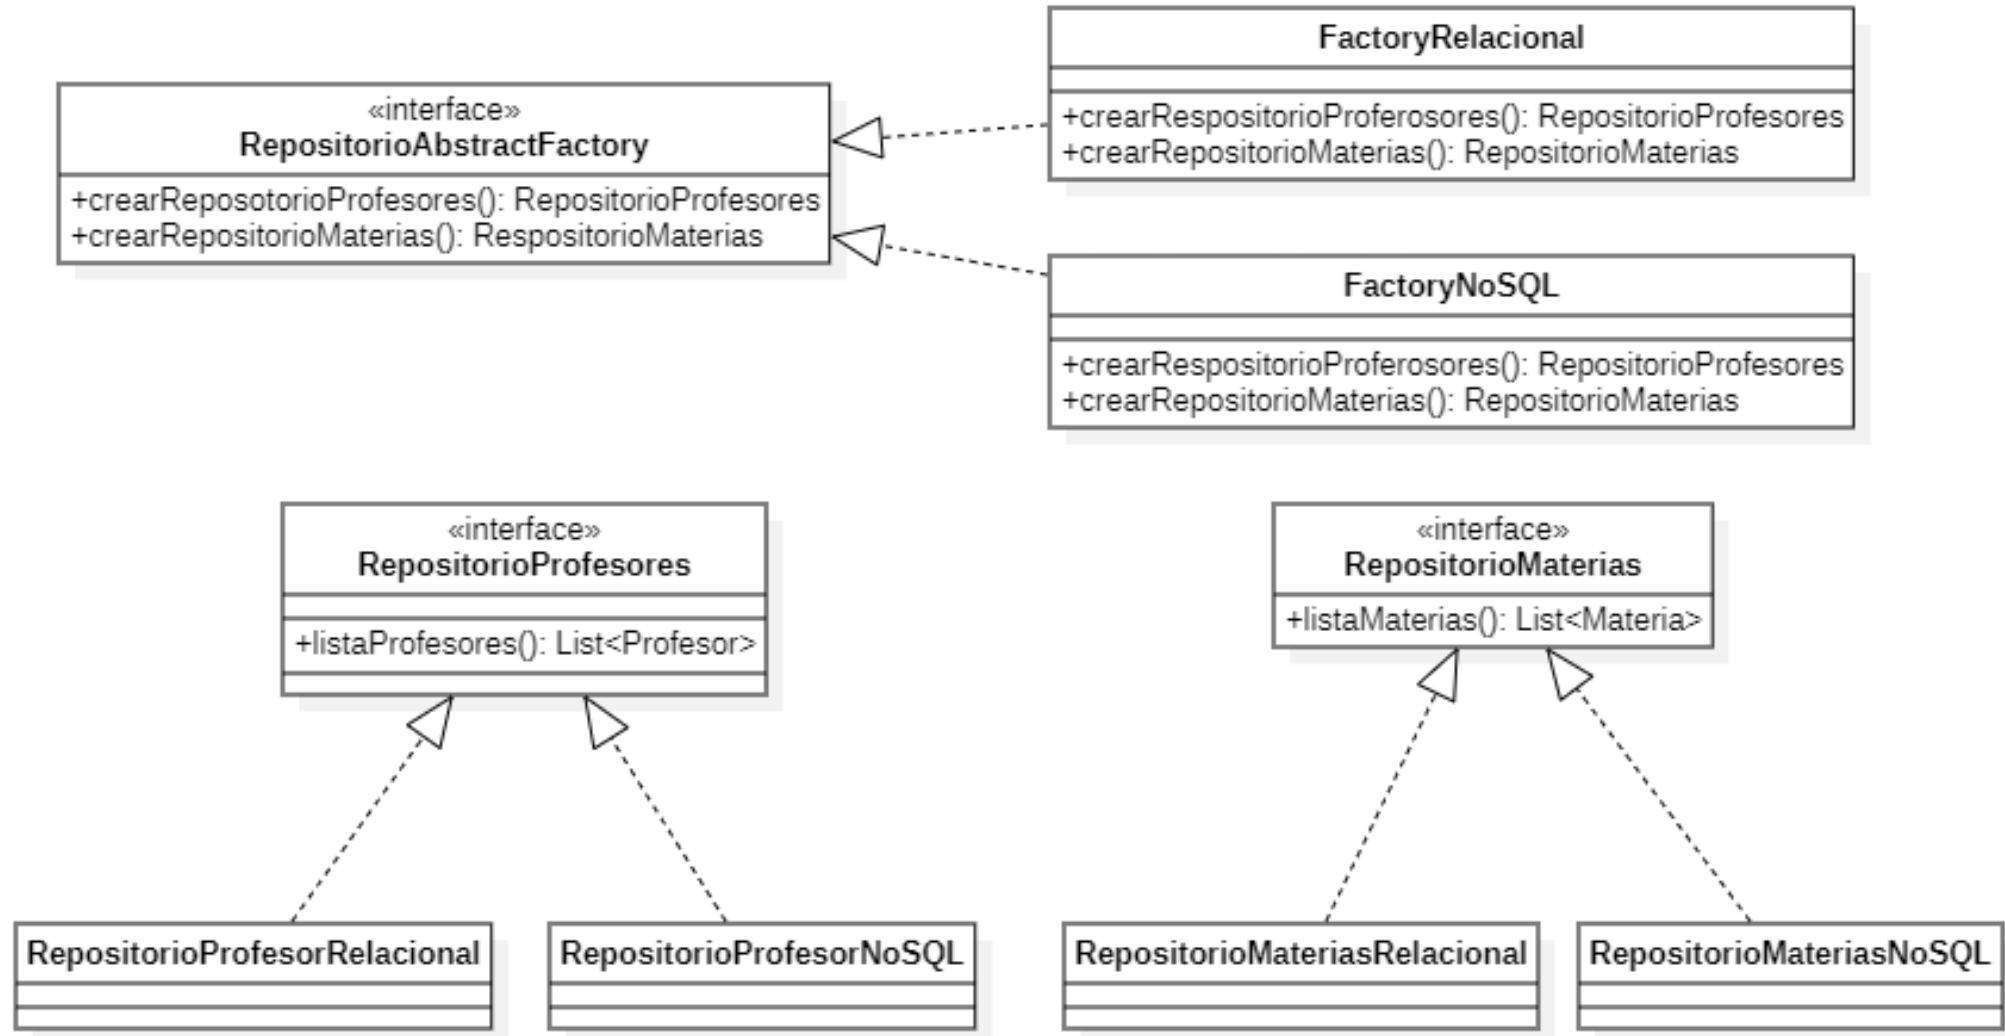 «interface»
RepositorioAbstractFactory
+crearReposotorioProfesores(): RepositorioProfesores
+crearRepositorioMaterias(): RespositorioMaterias
FactoryRelacional
+crearRespositorioProferosores(): RepositorioProfesores
+crearRepositorioMaterias(): RepositorioMaterias
FactoryNoSQL
+crearRespositorioProferosores(): RepositorioProfesores
+crearRepositorioMaterias(): RepositorioMaterias
«interface»
RepositorioProfesores
+listaProfesores(): List<Profesor>
«interface»
RepositorioMaterias
+listaMaterias(): List<Materia>
RepositorioProfesorRelacional
RepositorioProfesorNoSQL
RepositorioMateriasRelacional
RepositorioMateriasNoSQL